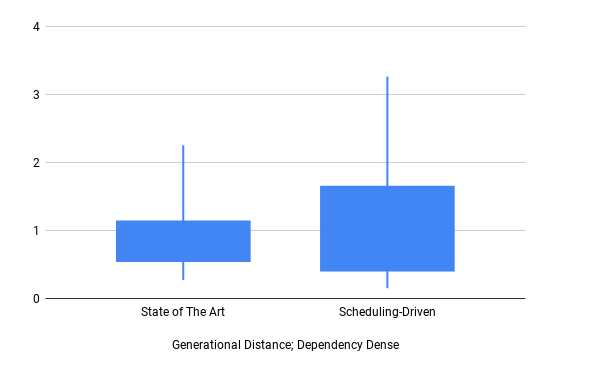 4
3
2
1
0
State of The Art
Scheduling-Driven
Generational Distance; Dependency Dense